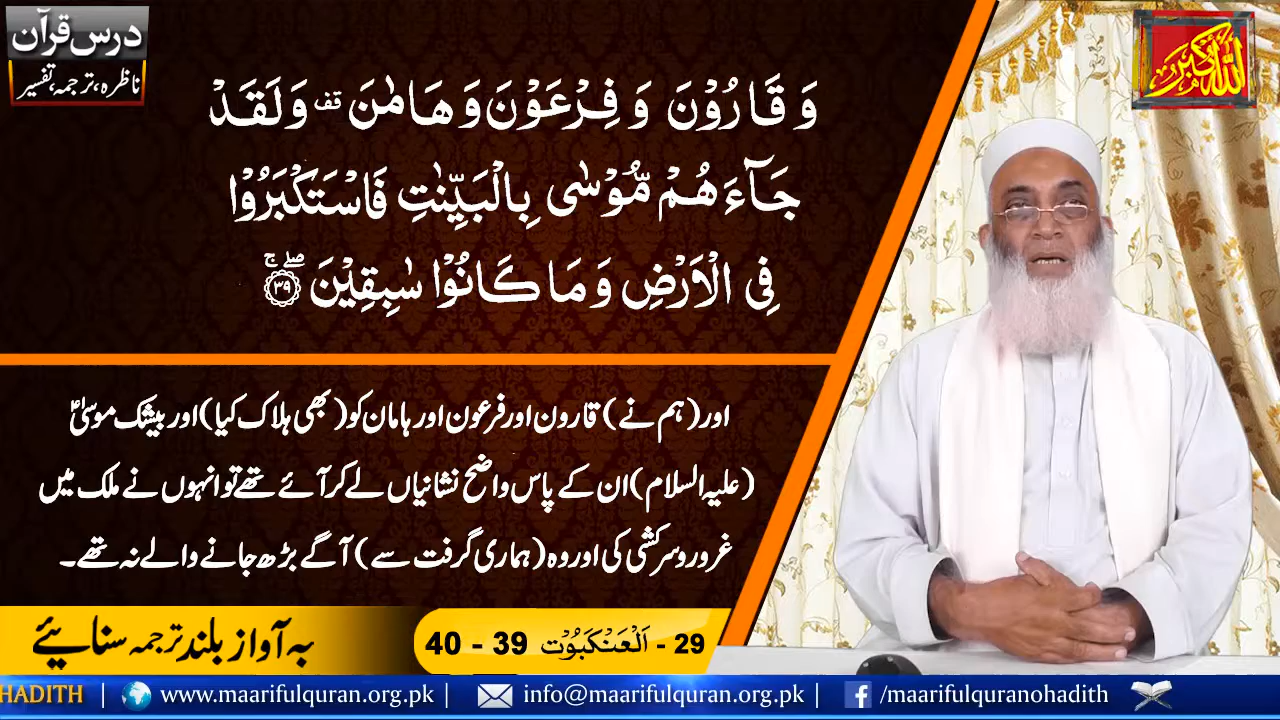 درس قرآن
ناظرہ، ترجمہ، تفسیر
اللہ اکبر
وَ قَارُوْنَ وَ فِرْعَوْنَ وَ هَامٰنَ قف وَ لَقَدْ
جَآءَهُمْ مُّوْسٰى بِالْبَيِّنٰتِ فَاسْتَكْبَرُوْا
فِی الْاَرْضِ وَ مَا كَانُوْا سٰبِقِيْنَ ۚۖ ۳۹
اور (ہم نے) قارون اور فرعون اور ہامان کو (بھی ہلاک کیا) اور بیشک موسیٰؑ
(علیہ السلام) ان کے پاس واضح نشانیاں لے کر آئے تھے تو انہوں نے ملک میں
غرور و سرکشی کی اور وہ (ہماری گرفت سے) آگے بڑھ جانے والے نہ تھے۔
بہ آواز بلند ترجمہ سنائیے
29 - اَلْعَنْكَبُوْت 39 - 40
HADITH | www.maarifulquran.org.pk | info@maarifulquran.org.pk | /maarifulquranohadith